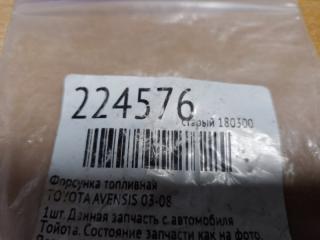 224576
старый 180300
Форсунка топливная
TOYOTA AVENSIS 03-08
1шт. Данная запчасть с автомобиля
Тойота. Состояние запчасти как на фото.